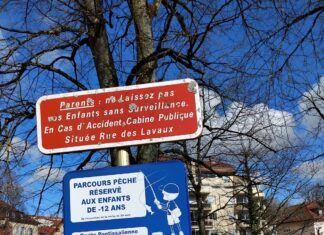 Parents : ne Laissez pas
vos Enfants sans Surveillance.
En Cas d'Accident, Cabine Publique
Située Rue des Lavaux
PARCOURS PÊCHE
RÉSERVÉ
AUX ENFANTS
DE -12 ANS